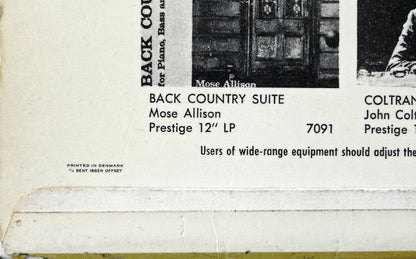 BACK COU
for Piano, Bass an
Mose Allison
BACK COUNTRY SUITE
Mose Allison
Prestige 12" LP 7091
COLTRAN
John Colt
Prestige 1
Users of wide-range equipment should adjust the
PRINTED IN DENMARK
BENT IBSEN OFFSET